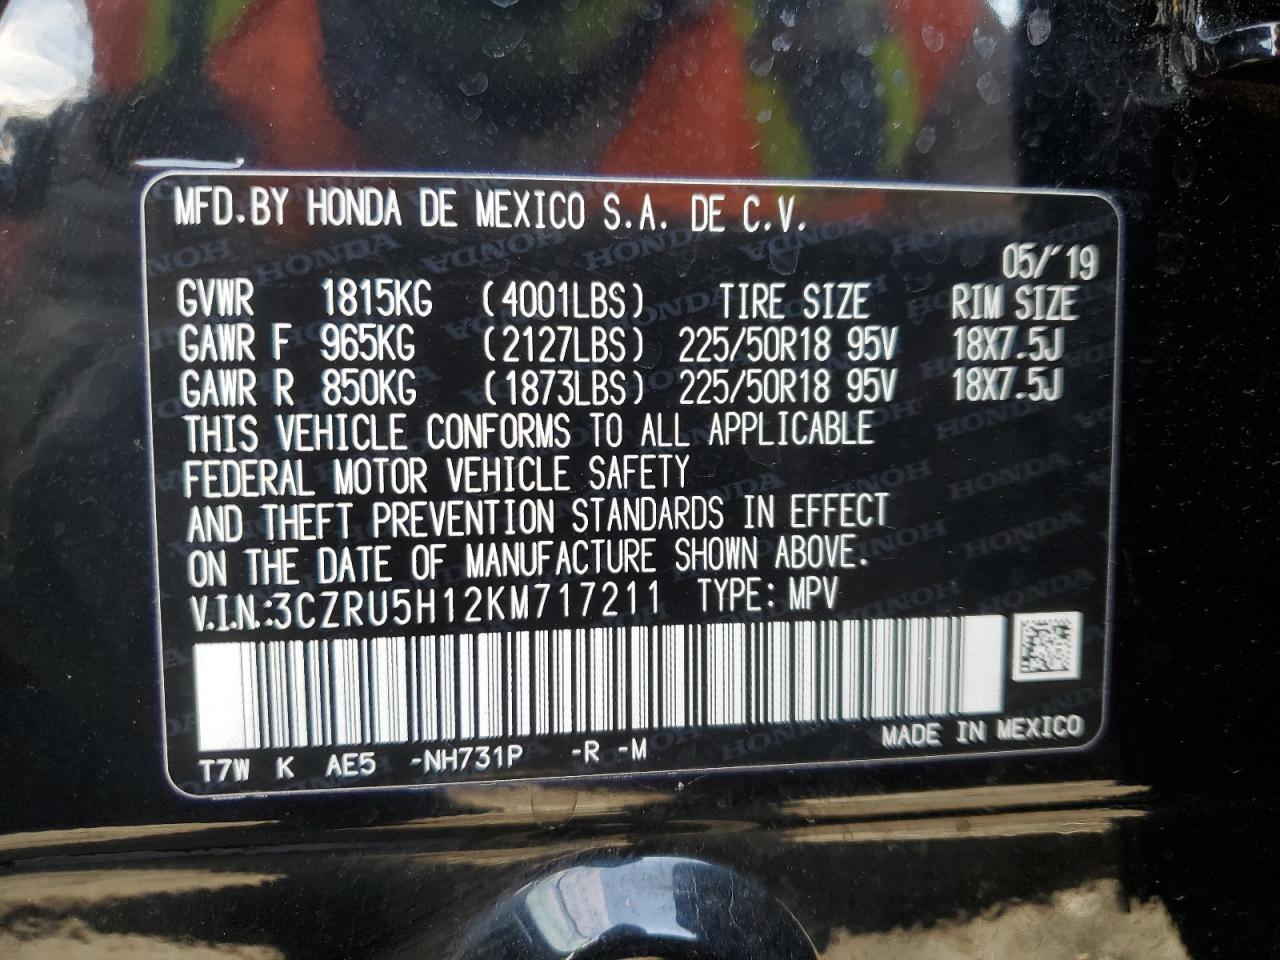 MFD.BY HONDA DE MEXICO S.A. DE C.V.
05/'19
GVWR 1815KG (4001LBS) TIRE SIZE RIM SIZE
GAWR F 965KG (2127LBS) 225/50R18 95V 18X7.5J
GAWR R 850KG (1873LBS) 225/50R18 95V 18X7.5J
THIS VEHICLE CONFORMS TO ALL APPLICABLE
FEDERAL MOTOR VEHICLE SAFETY
AND THEFT PREVENTION STANDARDS IN EFFECT
ON THE DATE OF MANUFACTURE SHOWN ABOVE.
V.I.N.:3CZRU5H12KM717211 TYPE: MPV
MADE IN MEXICO
T7W K AE5 -NH731P -R -M